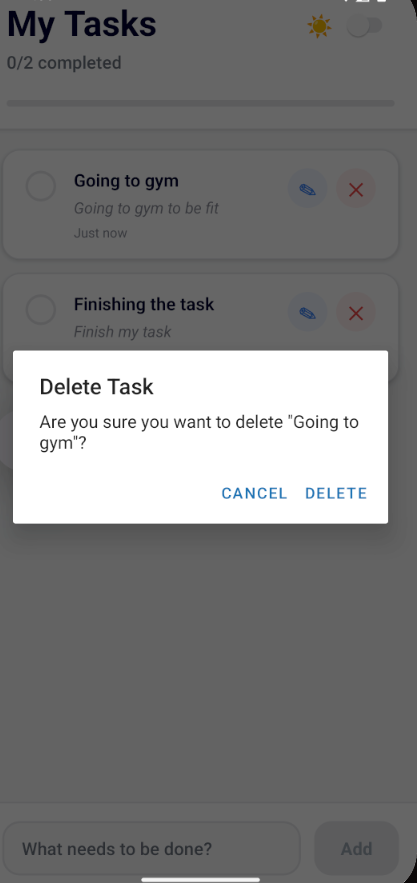 My Tasks
0/2 completed
Going to gym
Going to gym to be fit
Just now
Finishing the task
Finish my task
Delete Task
Are you sure you want to delete "Going to
gym"?
CANCEL DELETE
What needs to be done? Add